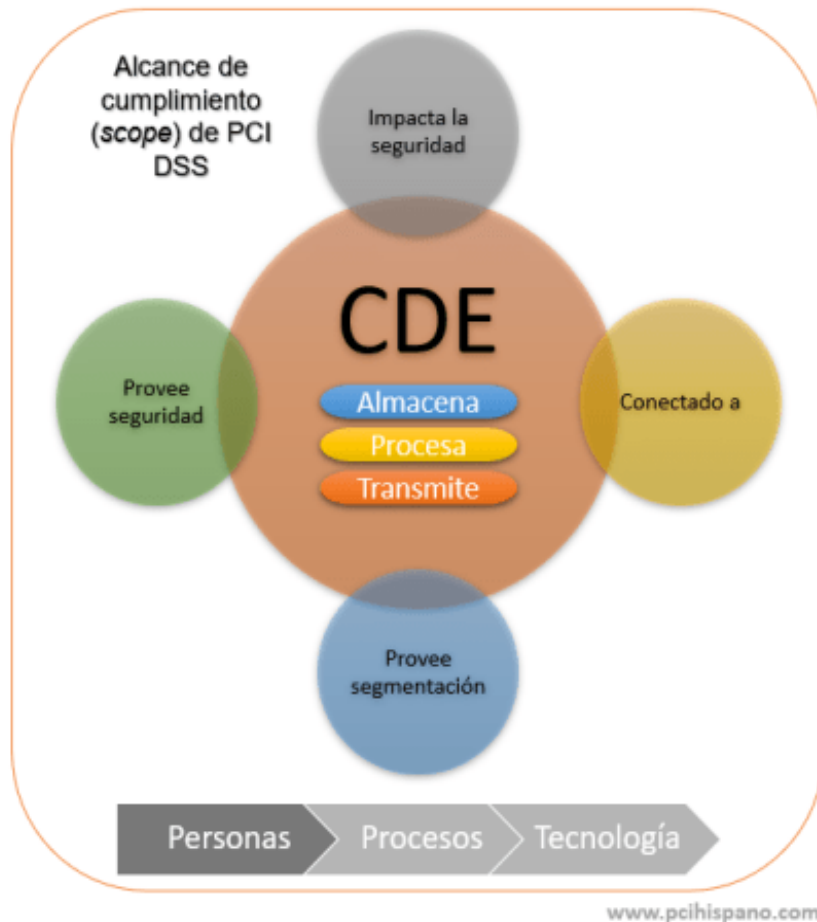 Alcance de
cumplimiento
(scope) de PCI
DSS
Impacta la
seguridad
CDE
Almacena
Procesa
Transmite
Provee
seguridad
Conectado a
Provee
segmentación
Personas
Procesos
Tecnología
www.pcihispano.com